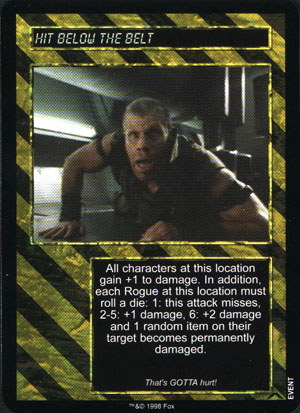 HIT BELOW THE BELT
All characters at this location
gain +1 to damage. In addition,
each Rogue at this location must
roll a die: 1: this attack misses,
2-5: +1 damage, 6: +2 damage
and 1 random item on their
target becomes permanently
damaged.
That's GOTTA hurt!
™&© 1998 Fox
EVENT